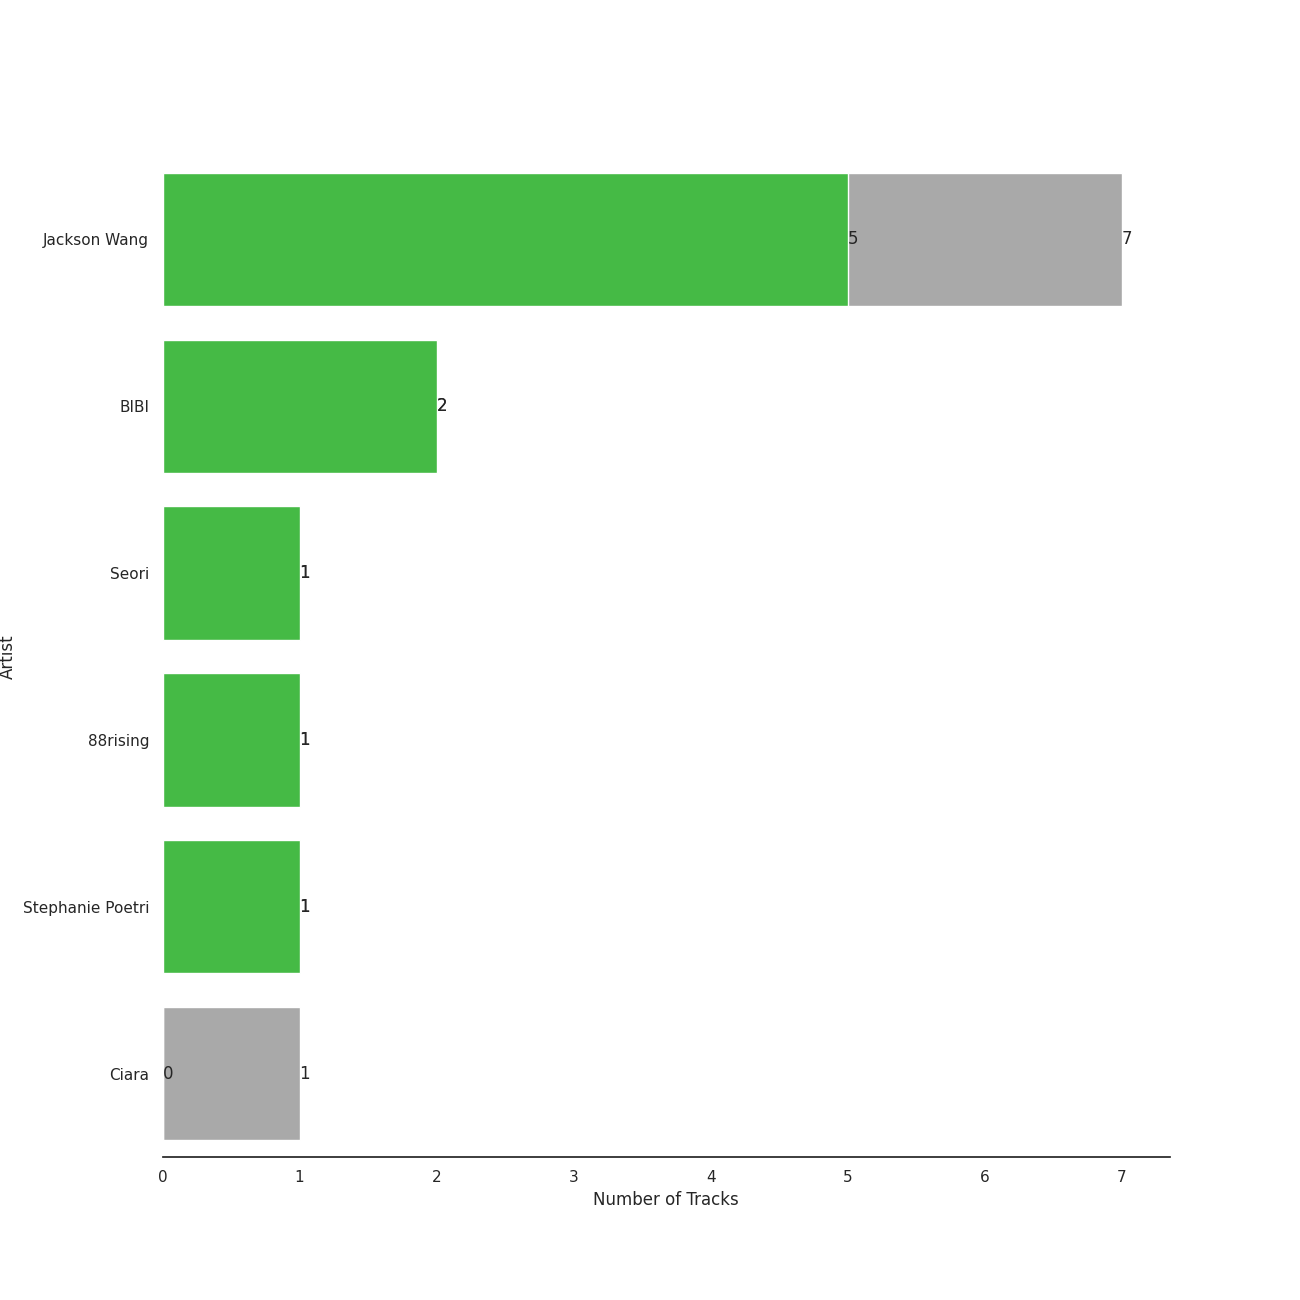 Jackson Wang
5
7
BIBI
2
Seori
1
88rising
1
Stephanie Poetri
1
Ciara
0
1
Artist
0 1 2 3 4 5 6 7
Number of Tracks